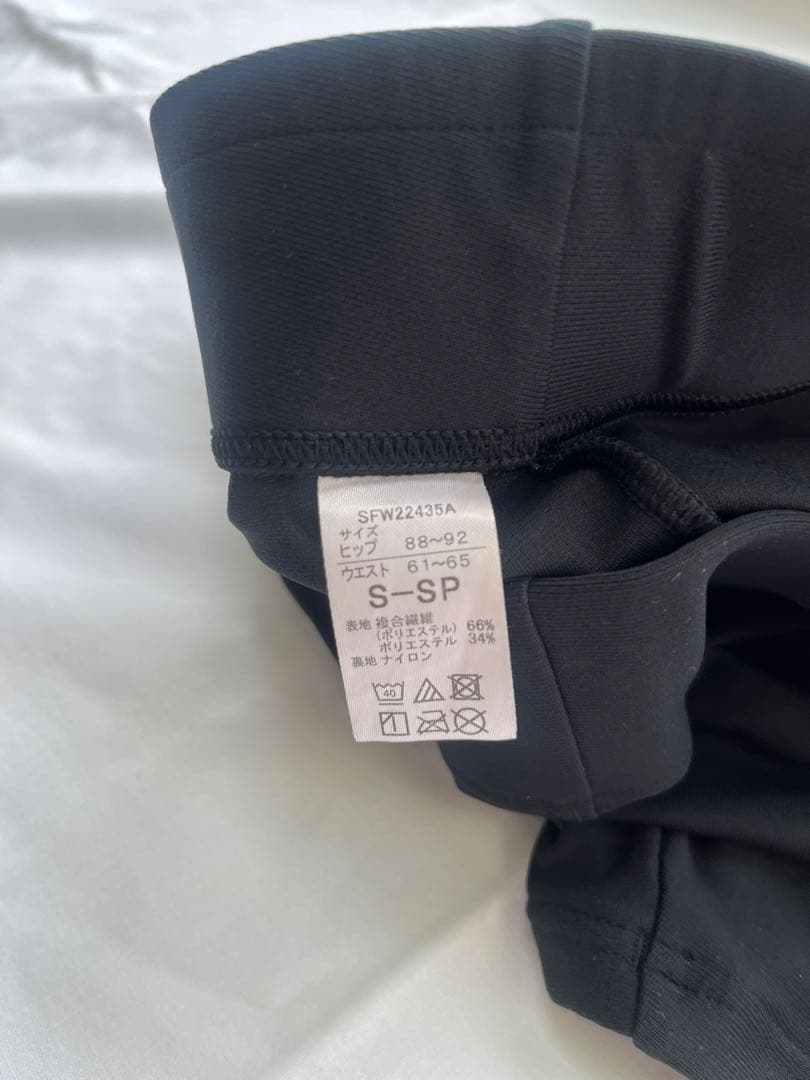 SFW22435A
サイズ
ヒップ 88〜92
ウエスト 61〜65
S−SP
表地 複合繊維 66%
(ポリエステル)
ポリエステル 34%
裏地 ナイロン
40